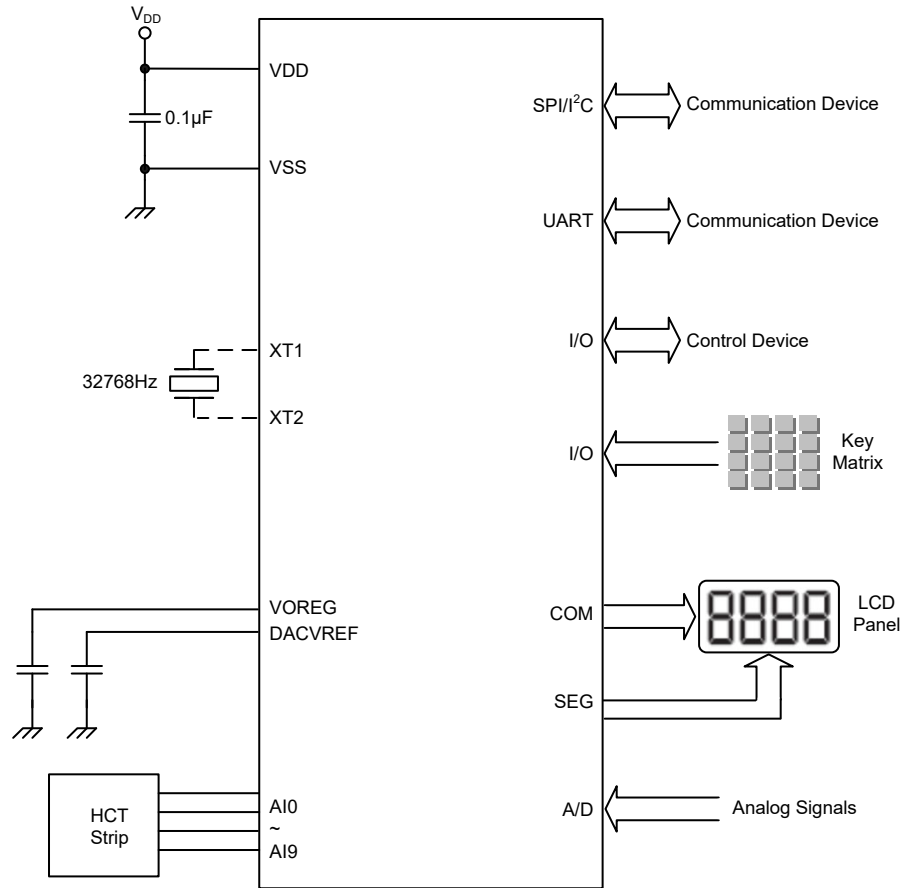 VDD
VDD
0.1µF
VSS
XT1
32768Hz
XT2
VOREG
DACVREF
HCT
Strip
AI0
~
AI9
SPI/I²C
Communication Device
UART
Communication Device
I/O
Control Device
I/O
Key
Matrix
COM
8888
LCD
Panel
SEG
A/D
Analog Signals